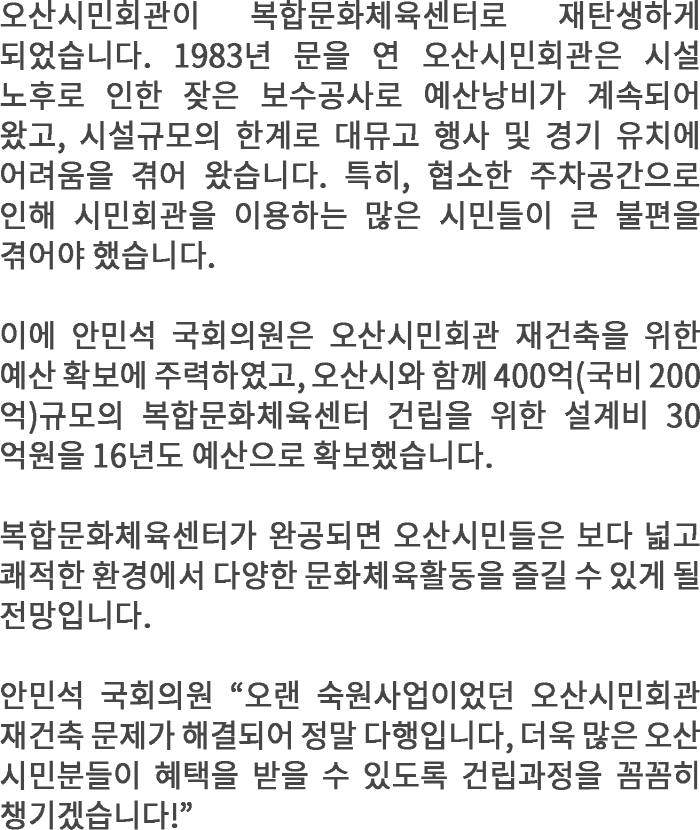 오산시민회관이 복합문화체육센터로 재탄생하게
되었습니다. 1983년 문을 연 오산시민회관은 시설
노후로 인한 잦은 보수공사로 예산낭비가 계속되어
왔고, 시설규모의 한계로 대뮤고 행사 및 경기 유치에
어려움을 겪어 왔습니다. 특히, 협소한 주차공간으로
인해 시민회관을 이용하는 많은 시민들이 큰 불편을
겪어야 했습니다.
이에 안민석 국회의원은 오산시민회관 재건축을 위한
예산 확보에 주력하였고, 오산시와 함께 400억(국비 200
억)규모의 복합문화체육센터 건립을 위한 설계비 30
억원을 16년도 예산으로 확보했습니다.
복합문화체육센터가 완공되면 오산시민들은 보다 넓고
쾌적한 환경에서 다양한 문화체육활동을 즐길 수 있게 될
전망입니다.
안민석 국회의원 “오랜 숙원사업이었던 오산시민회관
재건축 문제가 해결되어 정말 다행입니다, 더욱 많은 오산
시민분들이 혜택을 받을 수 있도록 건립과정을 꼼꼼히
챙기겠습니다!”